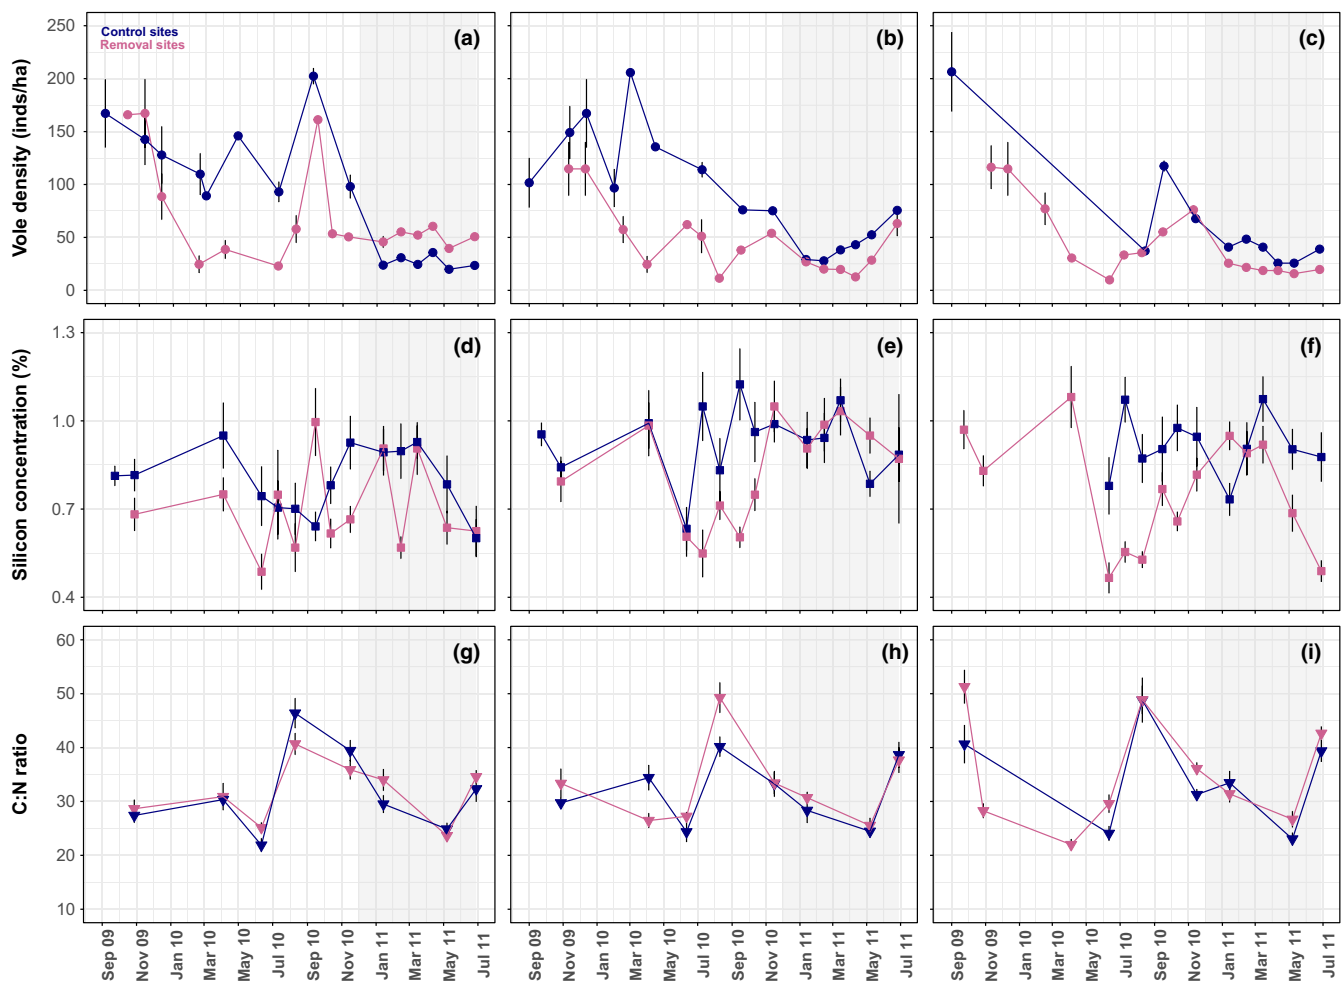 Control sites
Removal sites
(a)
(b)
(c)
Vole density (inds/ha)
250
200
150
100
50
0
(d)
(e)
(f)
Silicon concentration (%)
1.3
1.0
0.7
0.4
(g)
(h)
(i)
C:N ratio
60
50
40
30
20
10
Sep 09
Nov 09
Jan 10
Mar 10
May 10
Jul 10
Sep 10
Nov 10
Jan 11
Mar 11
May 11
Jul 11
Sep 09
Nov 09
Jan 10
Mar 10
May 10
Jul 10
Sep 10
Nov 10
Jan 11
Mar 11
May 11
Jul 11
Sep 09
Nov 09
Jan 10
Mar 10
May 10
Jul 10
Sep 10
Nov 10
Jan 11
Mar 11
May 11
Jul 11